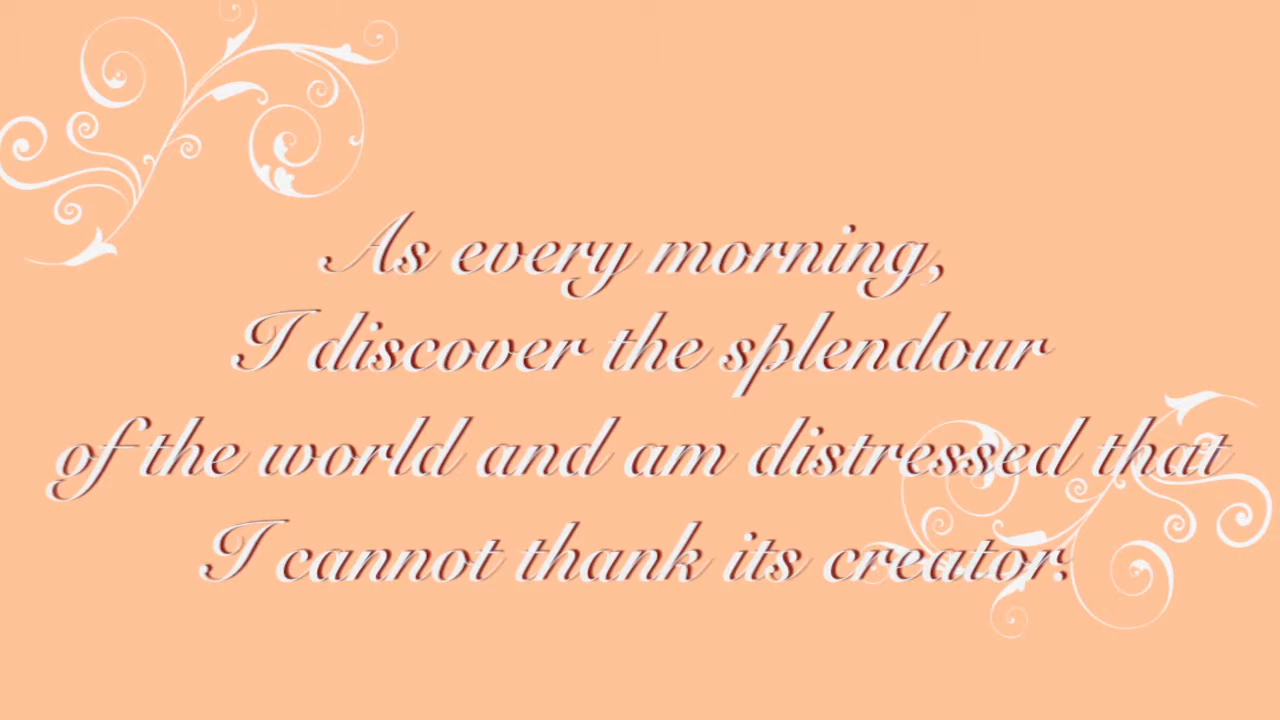 As every morning,
I discover the splendour
of the world and am distressed that
I cannot thank its creator.